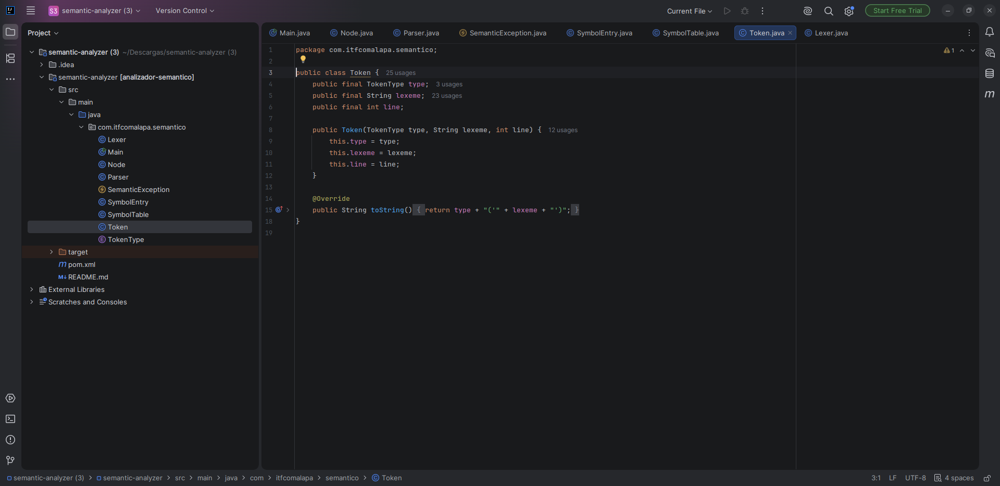 S3 semantic-analyzer (3) Version Control Current File Start Free Trial
Project
semantic-analyzer (3) ~/Descargas/semantic-analyzer (3)
.idea
semantic-analyzer [analizador-semantico]
src
main
java
com.itfcomalapa.semantico
Lexer
Main
Node
Parser
SemanticException
SymbolEntry
SymbolTable
Token
TokenType
target
pom.xml
README.md
External Libraries
Scratches and Consoles
Main.java Node.java Parser.java SemanticException.java SymbolEntry.java SymbolTable.java Token.java Lexer.java
1 package com.itfcomalapa.semantico;
2
3 public class Token { 25 usages
4 public final TokenType type; 3 usages
5 public final String lexeme; 23 usages
6 public final int line;
7
8 public Token(TokenType type, String lexeme, int line) { 12 usages
9 this.type = type;
10 this.lexeme = lexeme;
11 this.line = line;
12 }
13
14 @Override
15 public String toString() { return type + "('" + lexeme + "')"; }
18 }
19
1
semantic-analyzer (3) > semantic-analyzer > src > main > java > com > itfcomalapa > semantico > Token 3:1 LF UTF-8 4 spaces